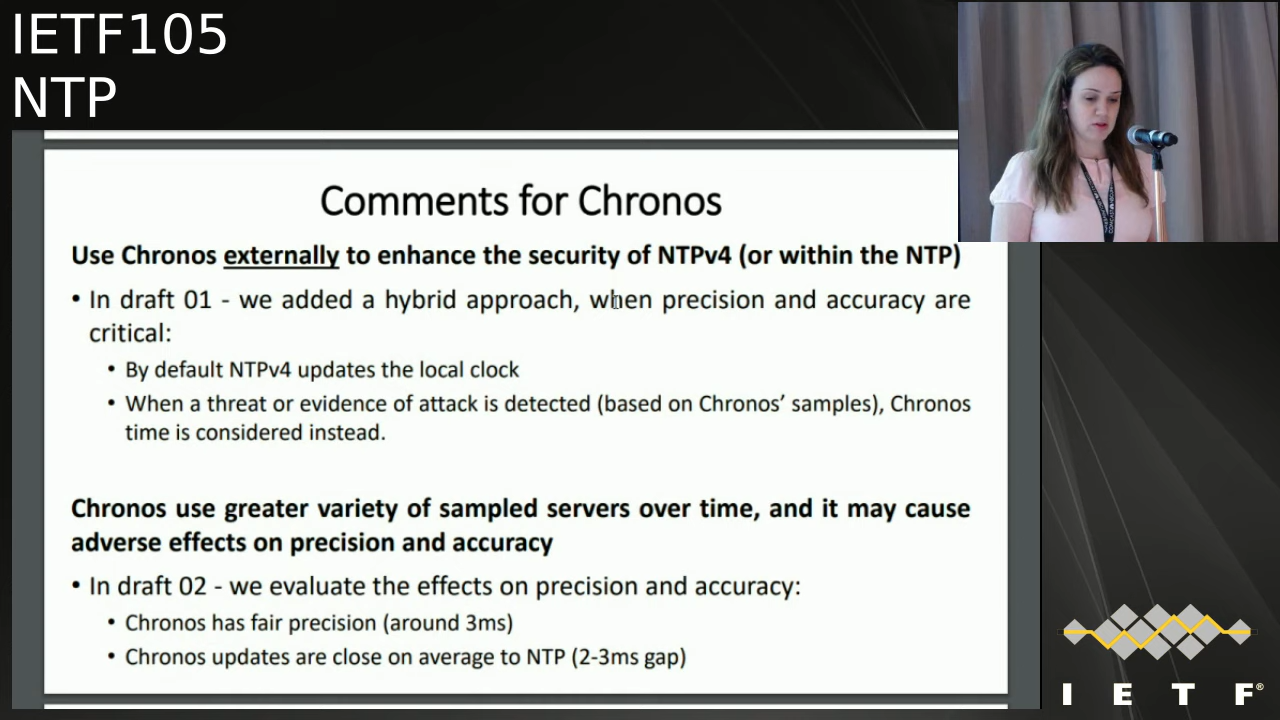 IETF105
NTP
Comments for Chronos
Use Chronos externally to enhance the security of NTPv4 (or within the NTP)
• In draft 01 - we added a hybrid approach, when precision and accuracy are
critical:
• By default NTPv4 updates the local clock
• When a threat or evidence of attack is detected (based on Chronos’ samples), Chronos
time is considered instead.
Chronos use greater variety of sampled servers over time, and it may cause
adverse effects on precision and accuracy
• In draft 02 - we evaluate the effects on precision and accuracy:
• Chronos has fair precision (around 3ms)
• Chronos updates are close on average to NTP (2-3ms gap)
I E T F®